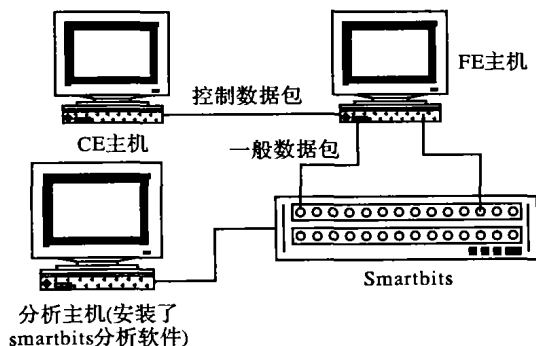 FE主机
控制数据包
CE主机
一般数据包
Smartbits
分析主机(安装了
smartbits分析软件)